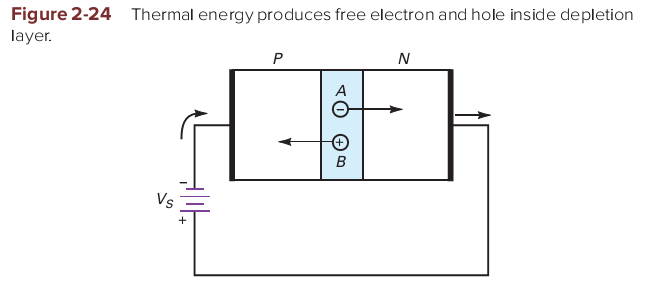 Figure 2-24 Thermal energy produces free electron and hole inside depletion
layer.
P N
A
−
+
B
−
VS
+